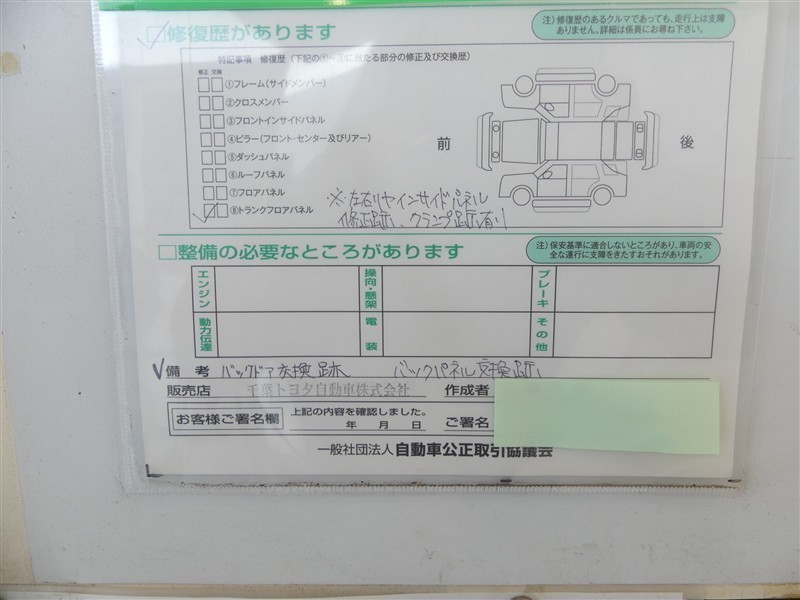 □修復歴があります
注）修復歴のあるクルマであっても、走行上は支障
ありません。詳細は係員にお尋ね下さい。
特記事項 修復歴（下記の①～⑧に当たる部分の修正及び交換歴）
修正 交換
①フレーム（サイドメンバー）
②クロスメンバー
③フロントインサイドパネル
④ピラー（フロント・センター及びリアー）
⑤ダッシュパネル
⑥ルーフパネル
⑦フロアパネル
⑧トランクフロアパネル
前
後
※左右リヤインサイドパネル
修正跡、クランプ跡有り
□整備の必要なところがあります
注）保安基準に適合しないところがあり、車両の安
全な運行に支障をきたすおそれがあります。
エンジン
操向・懸架
ブレーキ
動力伝達
電装
その他
備考 バックドア交換跡 バックパネル交換跡
販売店 千葉トヨタ自動車株式会社 作成者
お客様ご署名欄 上記の内容を確認しました。
年 月 日 ご署名
一般社団法人 自動車公正取引協議会